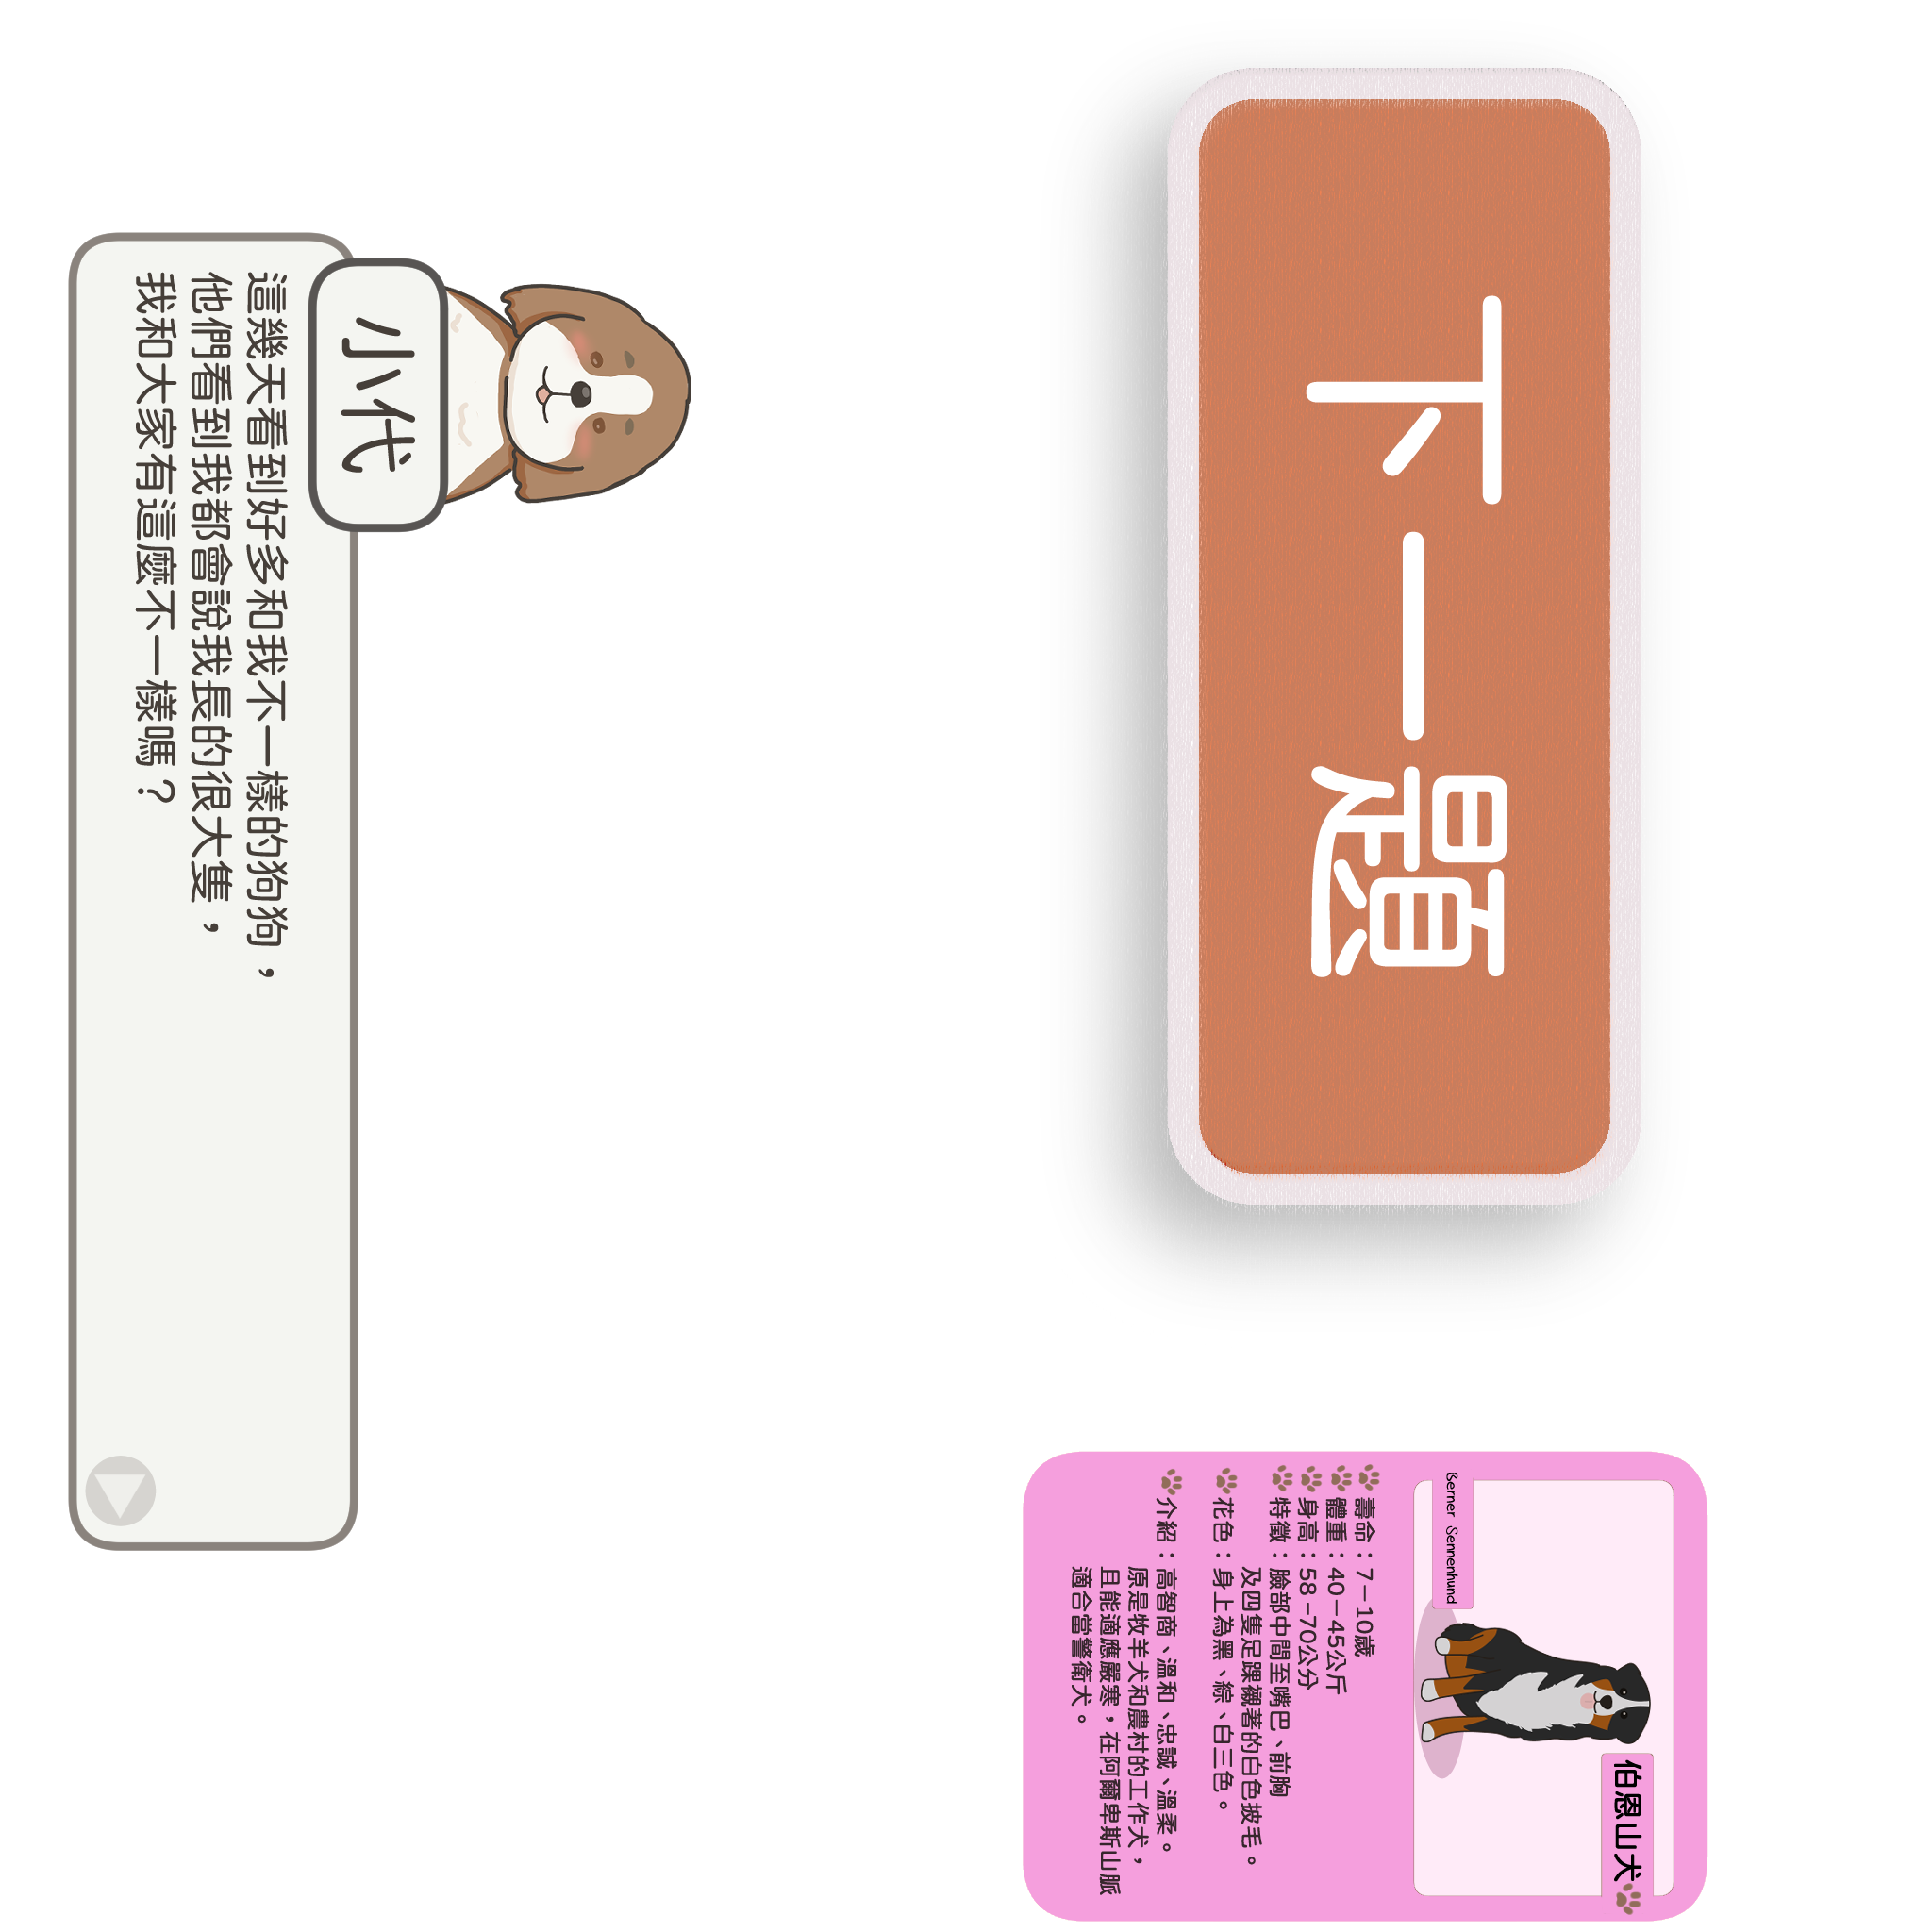 下一題
小代
這幾天看到好多和我不一樣的狗狗，
他們看到我都會說我長的很大隻，
我和大家有這麼不一樣嗎？
伯恩山犬
Berner Sennenhund
壽命：7－10歲
體重：40－45公斤
身高：58－70公分
特徵：臉部中間至嘴巴、前胸
及四隻足踝襯著的白色披毛。
花色：身上為黑、綜、白三色。
介紹：高智商、溫和、忠誠、溫柔。
原是牧羊犬和農村的工作犬，
且能適應嚴寒，在阿爾卑斯山脈
適合當警衛犬。